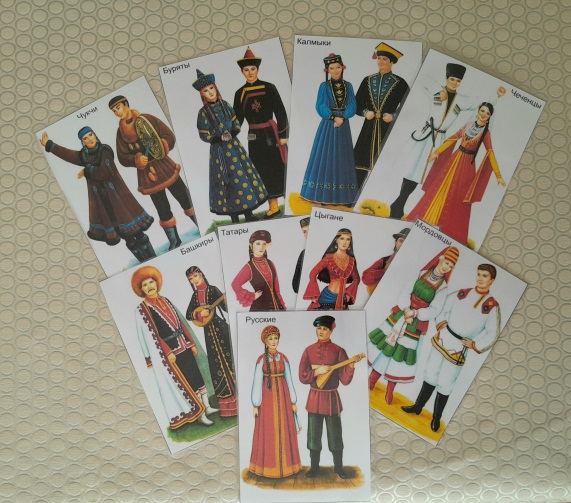 Чукчи
Буряты
Калмыки
Чеченцы
Башкиры
Татары
Цыгане
Мордовцы
Русские